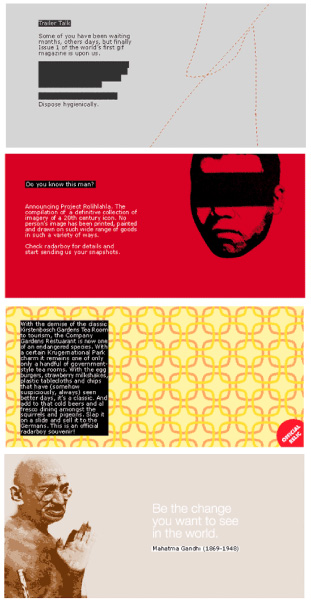 Trailer Talk
Some of you have been waiting
months, others days, but finally
Issue 1 of the world's first gif
magazine is upon us.
Dispose hygienically.
Do you know this man?
Announcing Project Rolihlahla. The
compilation of a definitive collection of
imagery of a 20th century icon. No
person's image has been printed, painted
and drawn on such wide range of goods
in such a variety of ways.
Check radarboy for details and
start sending us your snapshots.
With the demise of the classic
Kirstenbosch Gardens Tea Room
to tourism, the Company
Gardens Restuarant is now one
of an endangered species. With
a certain Krugernational Park
charm it remains one of only
only a handful of government-
style tea rooms. With the egg
burgers, strawberry milkshakes,
plastic tablecloths and chips
that have (somehow
suspiciously, always) seen
better days, it's a classic. And
add to that cold beers and al
fresco dining amongst the
squirrels and pigeons. Slap it
on a slide and sell it to the
Germans. This is an official
radarboy souvenir!
OFFICIAL
RELIC
Be the change
you want to see
in the world.
Mahatma Gandhi (1869-1948)